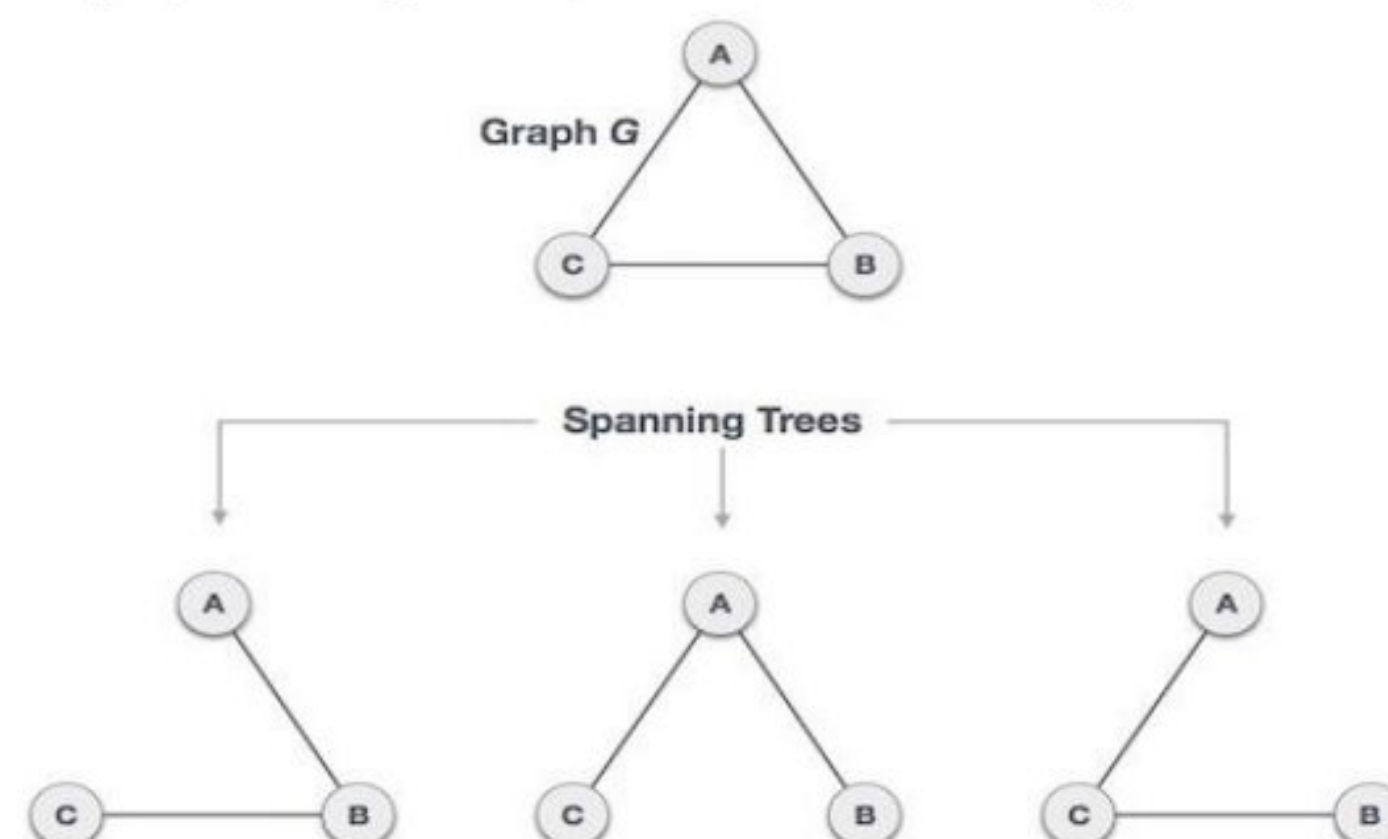 A
Graph G
C B
Spanning Trees
A A A
C B C B C B